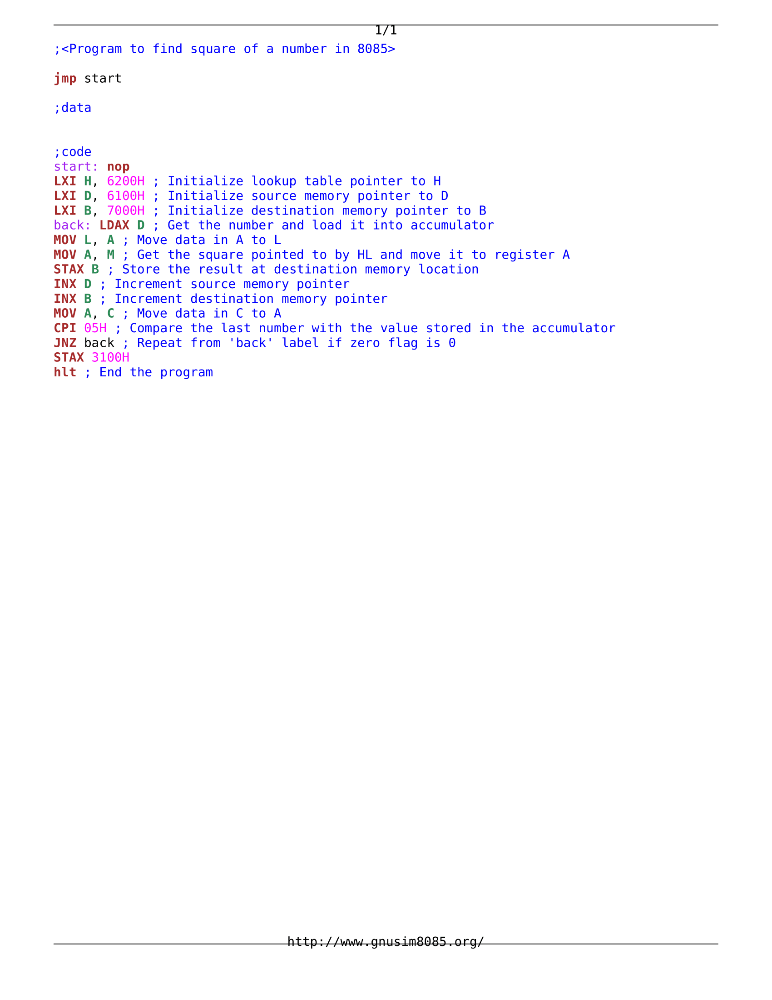 1/1
;<Program to find square of a number in 8085>
jmp start
;data
;code
start: nop
LXI H, 6200H ; Initialize lookup table pointer to H
LXI D, 6100H ; Initialize source memory pointer to D
LXI B, 7000H ; Initialize destination memory pointer to B
back: LDAX D ; Get the number and load it into accumulator
MOV L, A ; Move data in A to L
MOV A, M ; Get the square pointed to by HL and move it to register A
STAX B ; Store the result at destination memory location
INX D ; Increment source memory pointer
INX B ; Increment destination memory pointer
MOV A, C ; Move data in C to A
CPI 05H ; Compare the last number with the value stored in the accumulator
JNZ back ; Repeat from 'back' label if zero flag is 0
STAX 3100H
hlt ; End the program
http://www.gnusim8085.org/